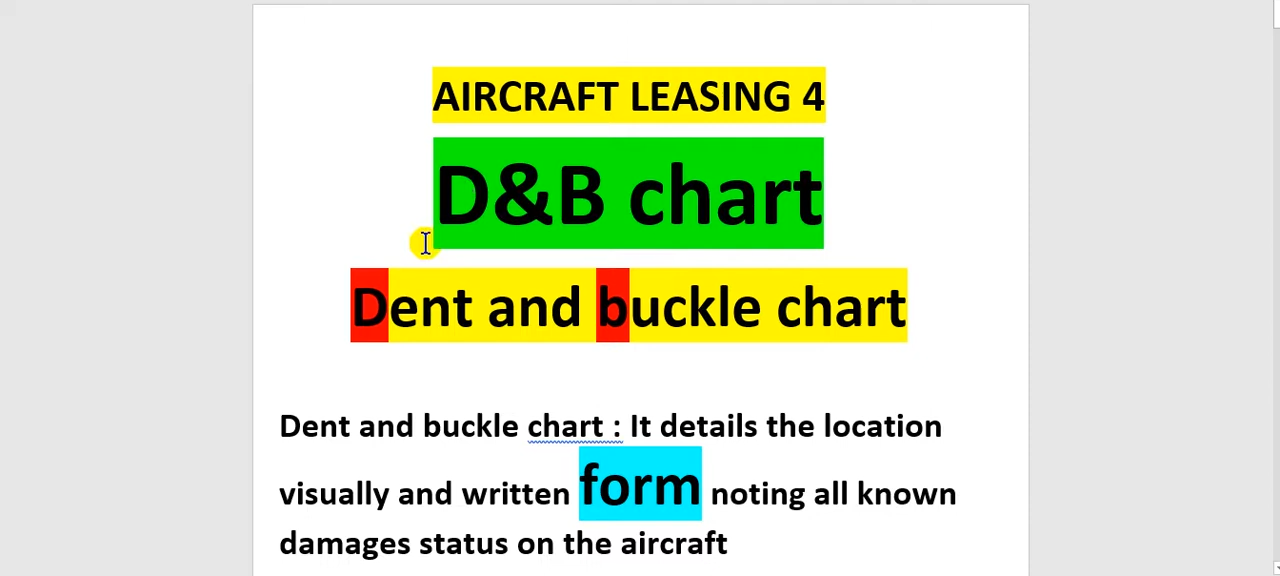 AIRCRAFT LEASING 4
D&B chart
Dent and buckle chart
Dent and buckle chart : It details the location
visually and written form noting all known
damages status on the aircraft